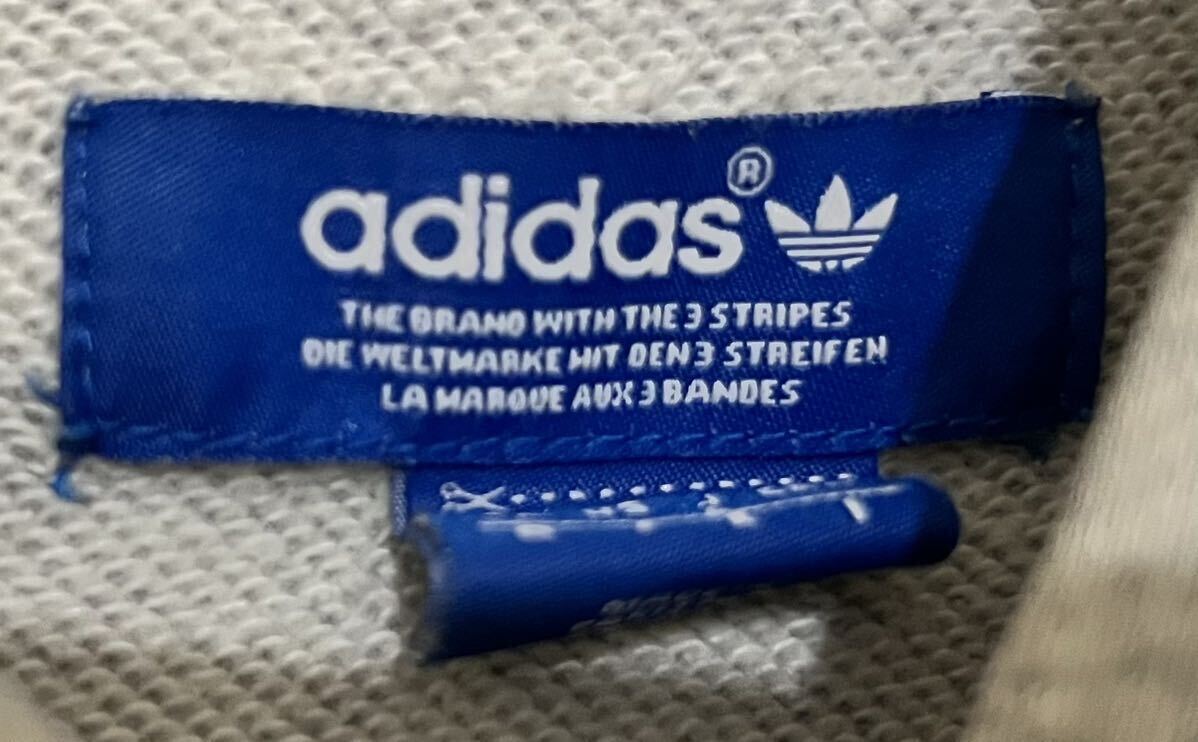 adidas®
THE BRAND WITH THE 3 STRIPES
DIE WELTMARKE MIT DEN 3 STREIFEN
LA MARQUE AUX 3 BANDES